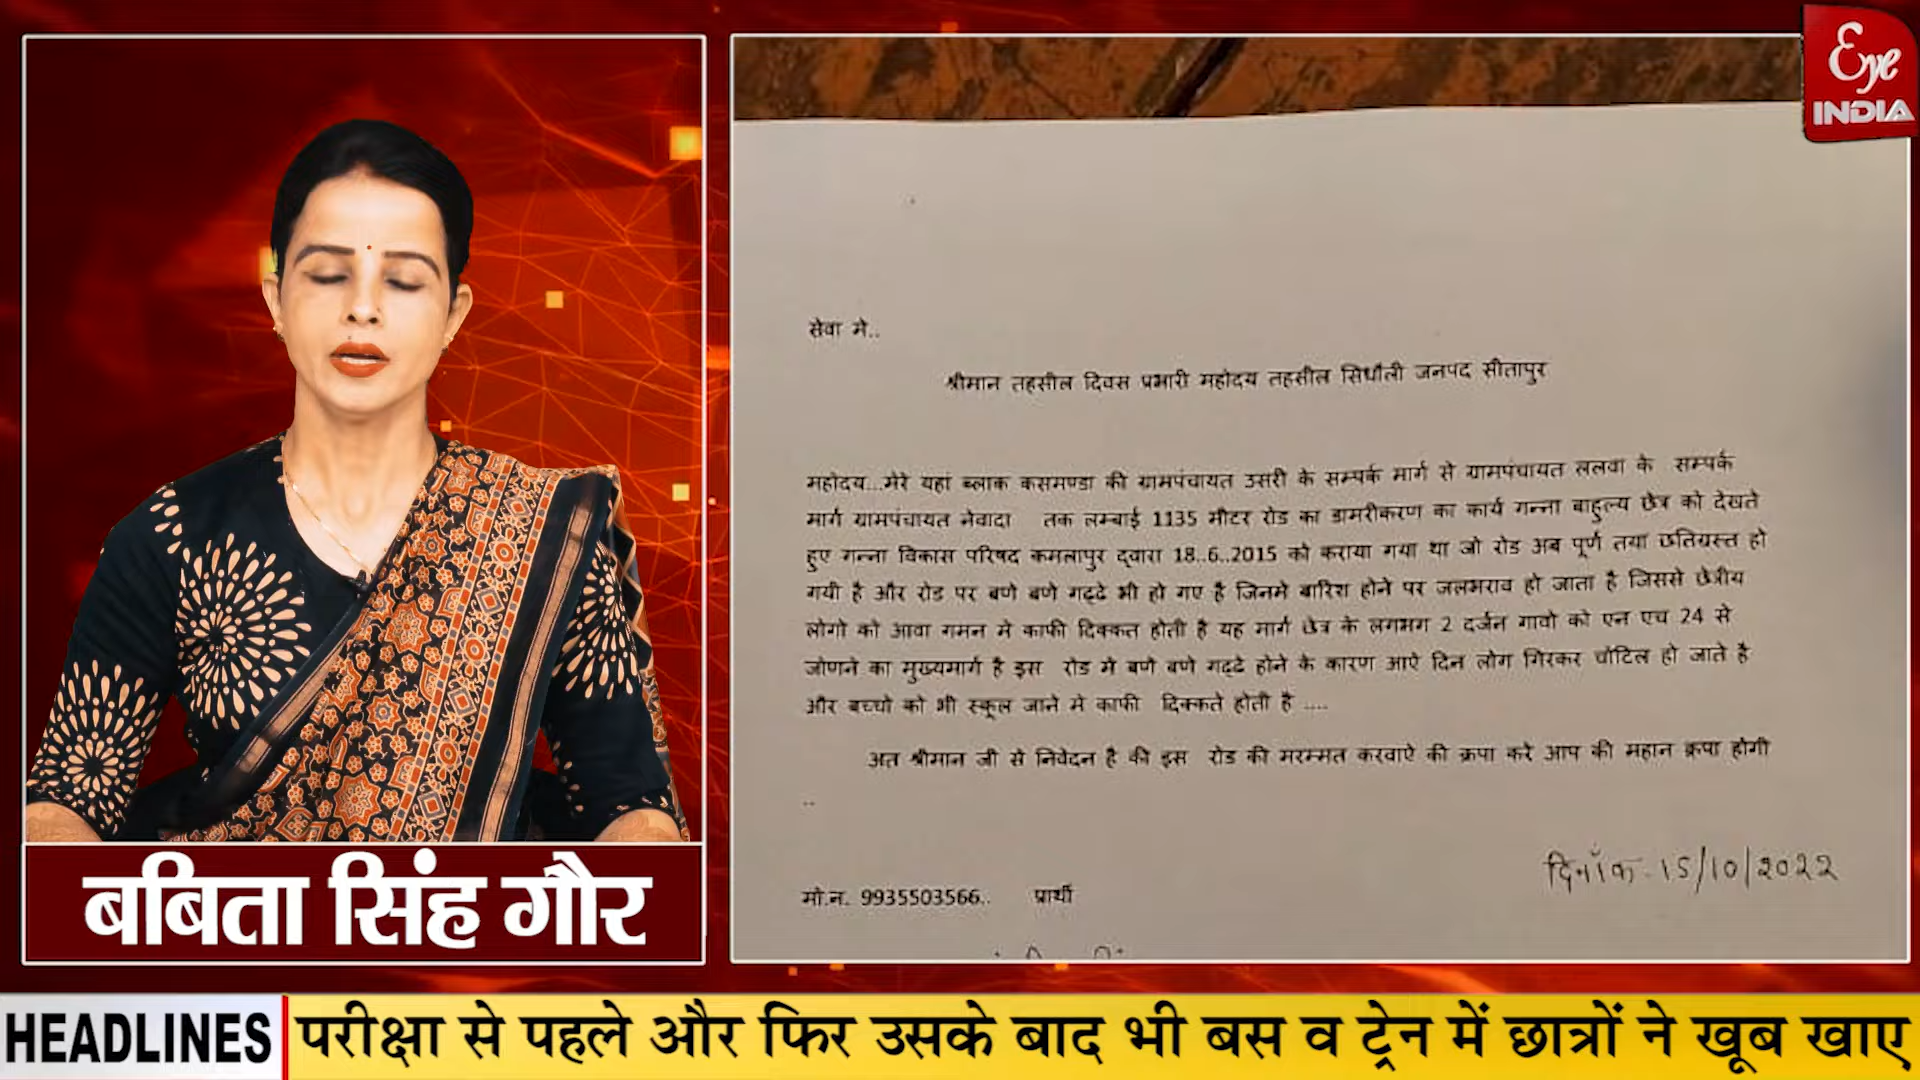 Eye
INDIA
सेवा मे..
श्रीमान तहसील दिवस प्रभारी महोदय तहसील सिधौली जनपद सीतापुर
महोदय...मेरे यहां ब्लाक कसमण्डा की ग्रामपंचायत उसरी के सम्पर्क मार्ग से ग्रामपंचायत ललवा के सम्पर्क
मार्ग ग्रामपंचायत नेवादा तक लम्बाई 1135 मीटर रोड का डामरीकरण का कार्य गन्ना बाहुल्य छेत्र को देखते
हुए गन्ना विकास परिषद कमलापुर द्वारा 18..6..2015 को कराया गया था जो रोड अब पूर्ण तया छतिग्रस्त हो
गयी है और रोड पर बणे बणे गद्दे भी हो गए है जिनमे बारिश होने पर जलभराव हो जाता है जिससे छेत्रीय
लोगो को आवा गमन मे काफी दिक्कत होती है यह मार्ग छेत्र के लगभग 2 दर्जन गावो को एन एच 24 से
जोणने का मुख्यमार्ग है इस रोड में बणे बणे गद्दे होने के कारण आऐ दिन लोग गिरकर चोटिल हो जाते है
और बच्चो को भी स्कूल जाने मे काफी दिक्कते होती है ....
अत श्रीमान जी से निवेदन है की इस रोड की मरम्मत करवाऐ की क्रपा करे आप की महान क्रपा होगी
..
दिनाँक - 15/10/2022
मो.न. 9935503566.. प्रार्थी
बबिता सिंह गौर
HEADLINES परीक्षा से पहले और फिर उसके बाद भी बस व ट्रेन में छात्रों ने खूब खाए